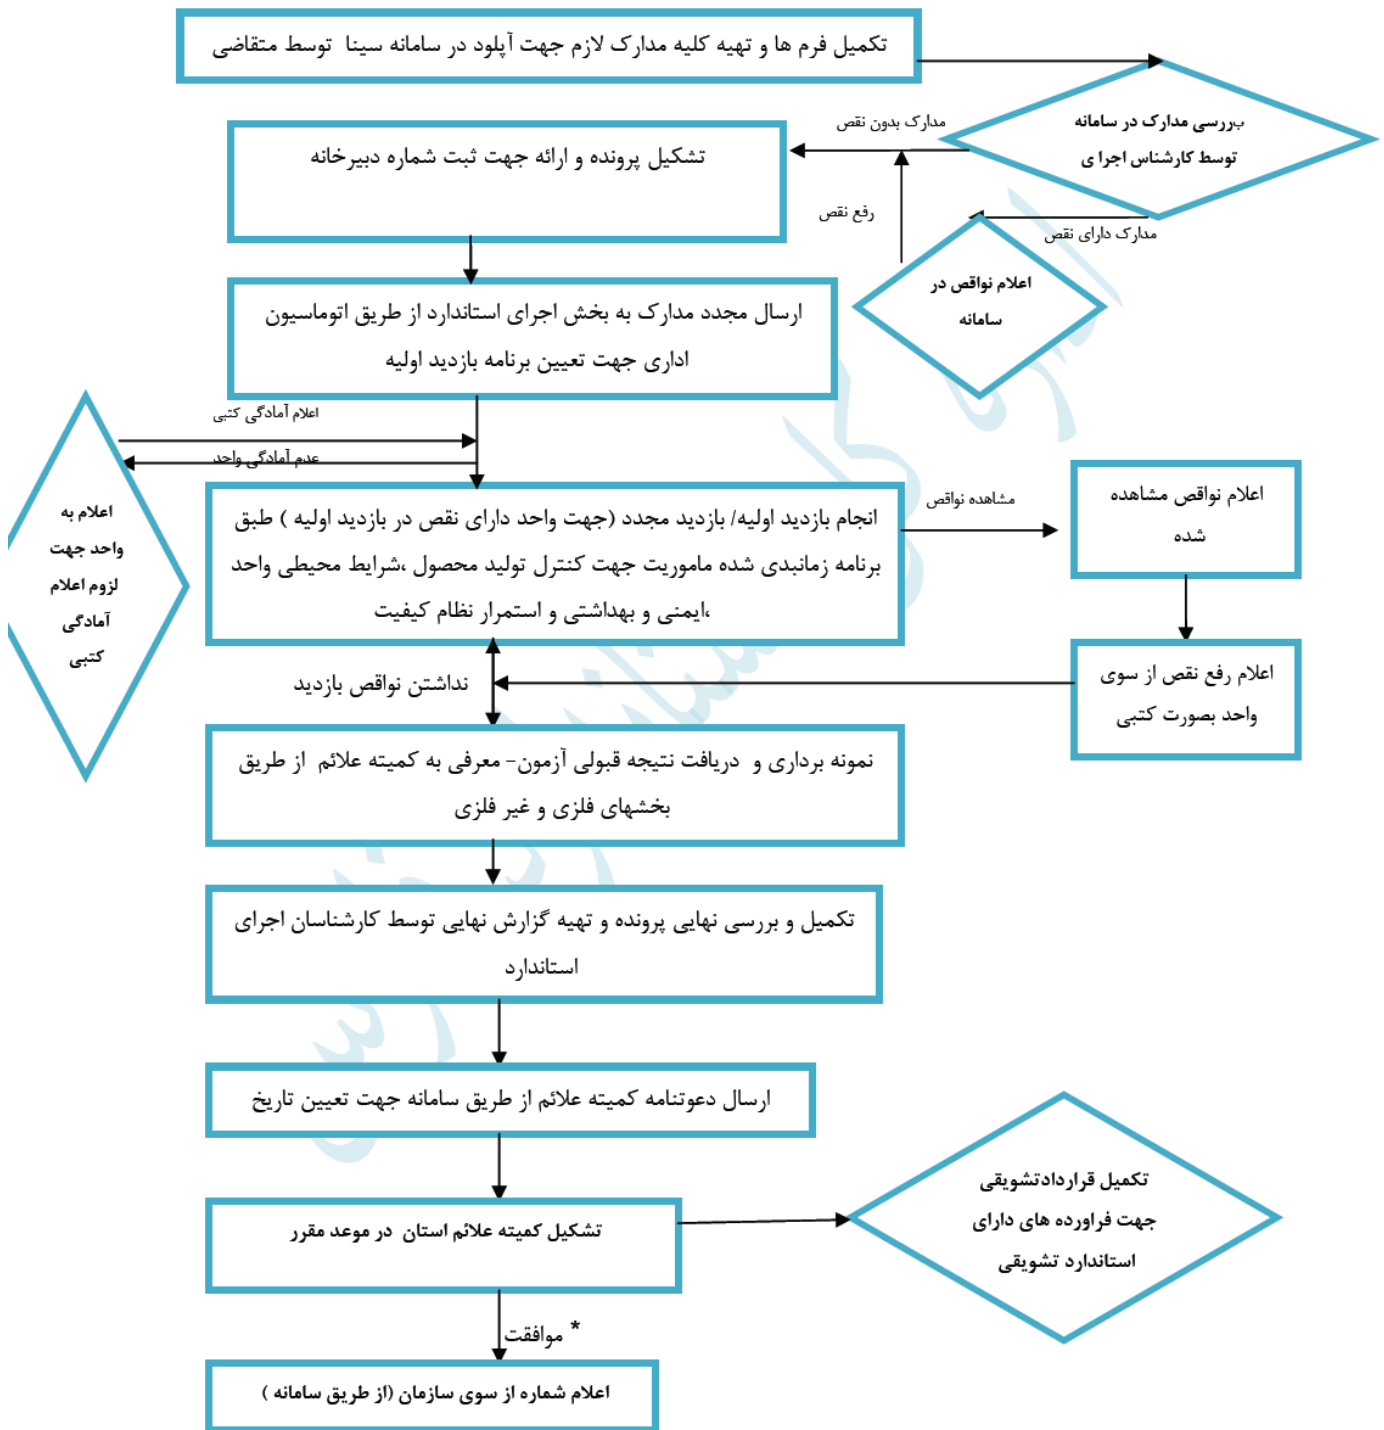 تکمیل فرم ها و تهیه کلیه مدارک لازم جهت آپلود در سامانه سینا توسط متقاضی
بررسی مدارک در سامانه
توسط کارشناس اجرا ی
مدارک بدون نقص
تشکیل پرونده و ارائه جهت ثبت شماره دبیرخانه
رفع نقص
مدارک دارای نقص
اعلام نواقص در
سامانه
ارسال مجدد مدارک به بخش اجرای استاندارد از طریق اتوماسیون
اداری جهت تعیین برنامه بازدید اولیه
اعلام آمادگی کتبی
عدم آمادگی واحد
اعلام به
واحد جهت
لزوم اعلام
آمادگی
کتبی
انجام بازدید اولیه/ بازدید مجدد (جهت واحد دارای نقص در بازدید اولیه ) طبق
برنامه زمانبدی شده ماموریت جهت کنترل تولید محصول ،شرایط محیطی واحد
،ایمنی و بهداشتی و استمرار نظام کیفیت
مشاهده نواقص
اعلام نواقص مشاهده
شده
اعلام رفع نقص از سوی
واحد بصورت کتبی
نداشتن نواقص بازدید
نمونه برداری و دریافت نتیجه قبولی آزمون- معرفی به کمیته علائم از طریق
بخشهای فلزی و غیر فلزی
تکمیل و بررسی نهایی پرونده و تهیه گزارش نهایی توسط کارشناسان اجرای
استاندارد
ارسال دعوتنامه کمیته علائم از طریق سامانه جهت تعیین تاریخ
تشکیل کمیته علائم استان در موعد مقرر
تکمیل قراردادتشویقی
جهت فراورده های دارای
استاندارد تشویقی
* موافقت
اعلام شماره از سوی سازمان (از طریق سامانه )